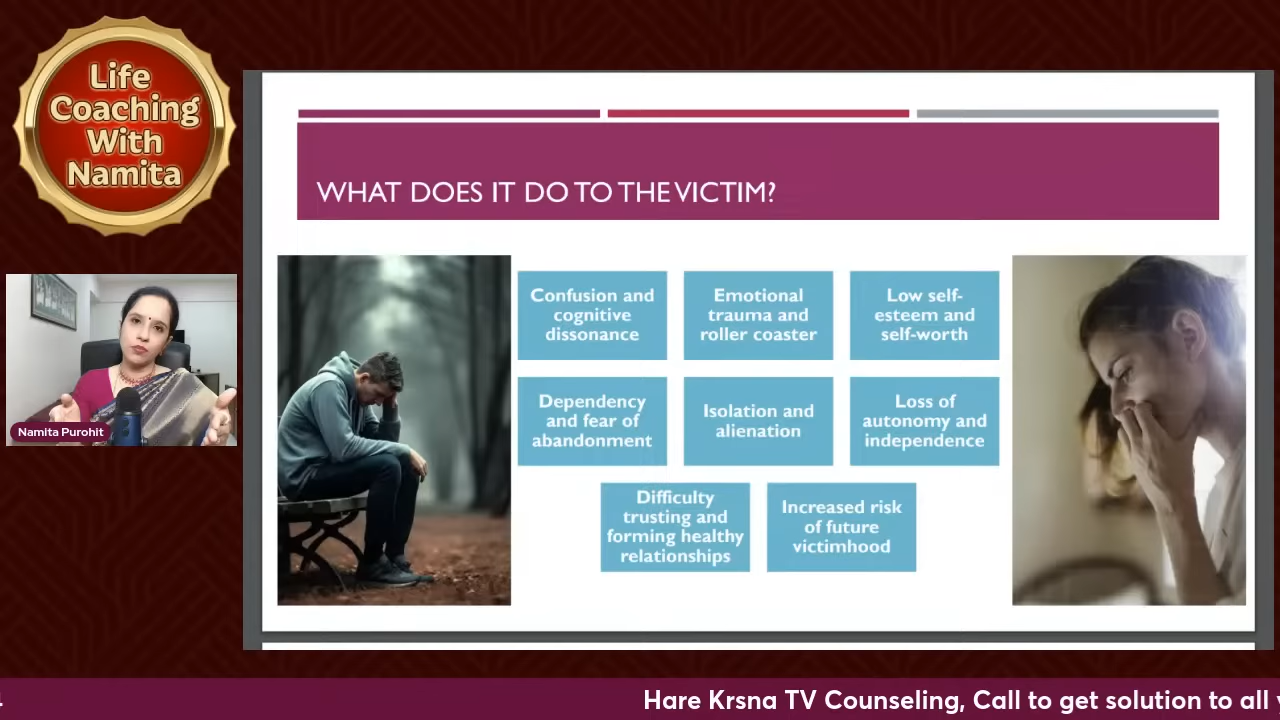 Life
Coaching
With
Namita
Namita Purohit
WHAT DOES IT DO TO THE VICTIM?
Confusion and
cognitive
dissonance
Emotional
trauma and
roller coaster
Low self-
esteem and
self-worth
Dependency
and fear of
abandonment
Isolation and
alienation
Loss of
autonomy and
independence
Difficulty
trusting and
forming healthy
relationships
Increased risk
of future
victimhood
Hare Krsna TV Counseling, Call to get solution to all